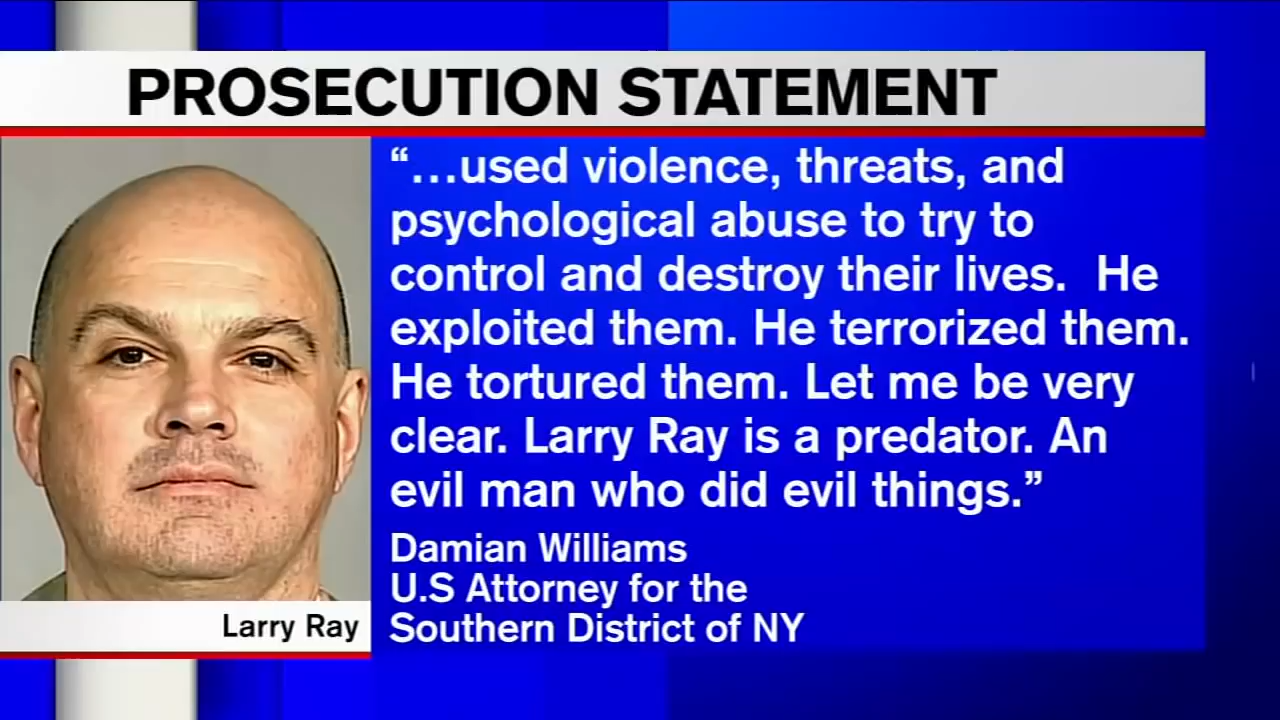 PROSECUTION STATEMENT
“...used violence, threats, and
psychological abuse to try to
control and destroy their lives.  He
exploited them. He terrorized them.
He tortured them. Let me be very
clear. Larry Ray is a predator. An
evil man who did evil things.”
Damian Williams
U.S Attorney for the
Southern District of NY
Larry Ray